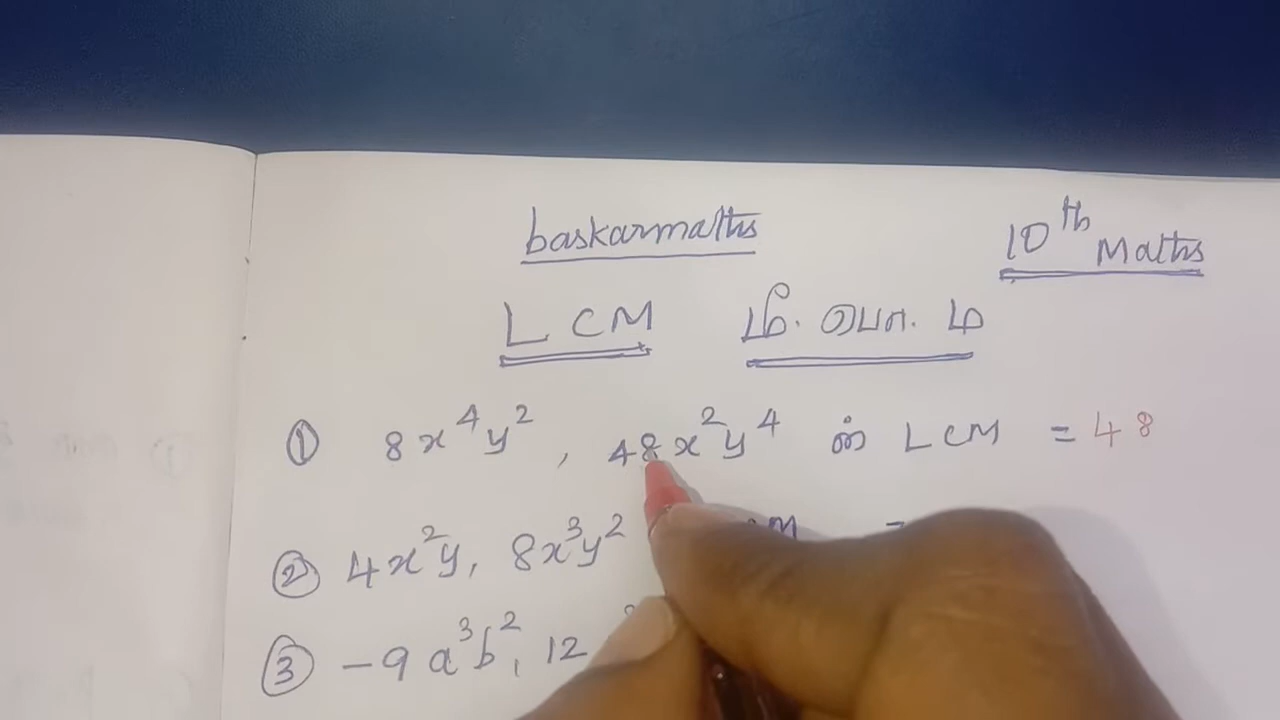 baskarmaths
10th Maths
LCM மீ. பொ. ம
① 8x⁴y², 48x²y⁴ ன் LCM = 48
② 4x²y, 8x³y² =
③ -9a³b², 12